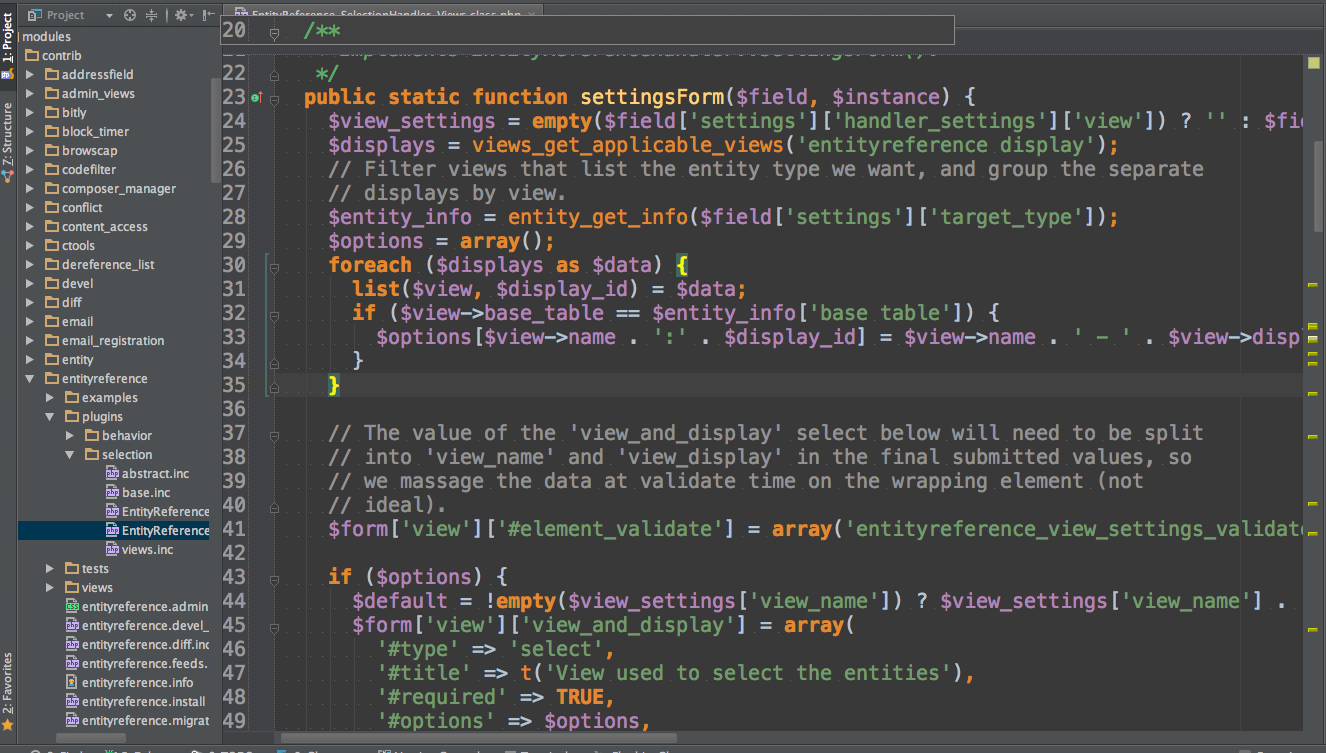 Project
EntityReference_SelectionHandler_Views.class.php
1: Project
Z: Structure
2: Favorites
modules
contrib
addressfield
admin_views
bitly
block_timer
browscap
codefilter
composer_manager
conflict
content_access
ctools
dereference_list
devel
diff
email
email_registration
entity
entityreference
examples
plugins
behavior
selection
abstract.inc
base.inc
EntityReference
EntityReference
views.inc
tests
views
entityreference.admin
entityreference.devel_
entityreference.diff.inc
entityreference.feeds.
entityreference.info
entityreference.install
entityreference.migrat
20 /**
22 */
23 public static function settingsForm($field, $instance) {
24 $view_settings = empty($field['settings']['handler_settings']['view']) ? '' : $fie
25 $displays = views_get_applicable_views('entityreference display');
26 // Filter views that list the entity type we want, and group the separate
27 // displays by view.
28 $entity_info = entity_get_info($field['settings']['target_type']);
29 $options = array();
30 foreach ($displays as $data) {
31 list($view, $display_id) = $data;
32 if ($view->base_table == $entity_info['base table']) {
33 $options[$view->name . ':' . $display_id] = $view->name . ' - ' . $view->disp
34 }
35 }
36
37 // The value of the 'view_and_display' select below will need to be split
38 // into 'view_name' and 'view_display' in the final submitted values, so
39 // we massage the data at validate time on the wrapping element (not
40 // ideal).
41 $form['view']['#element_validate'] = array('entityreference_view_settings_validate
42
43 if ($options) {
44 $default = !empty($view_settings['view_name']) ? $view_settings['view_name'] .
45 $form['view']['view_and_display'] = array(
46 '#type' => 'select',
47 '#title' => t('View used to select the entities'),
48 '#required' => TRUE,
49 '#options' => $options,